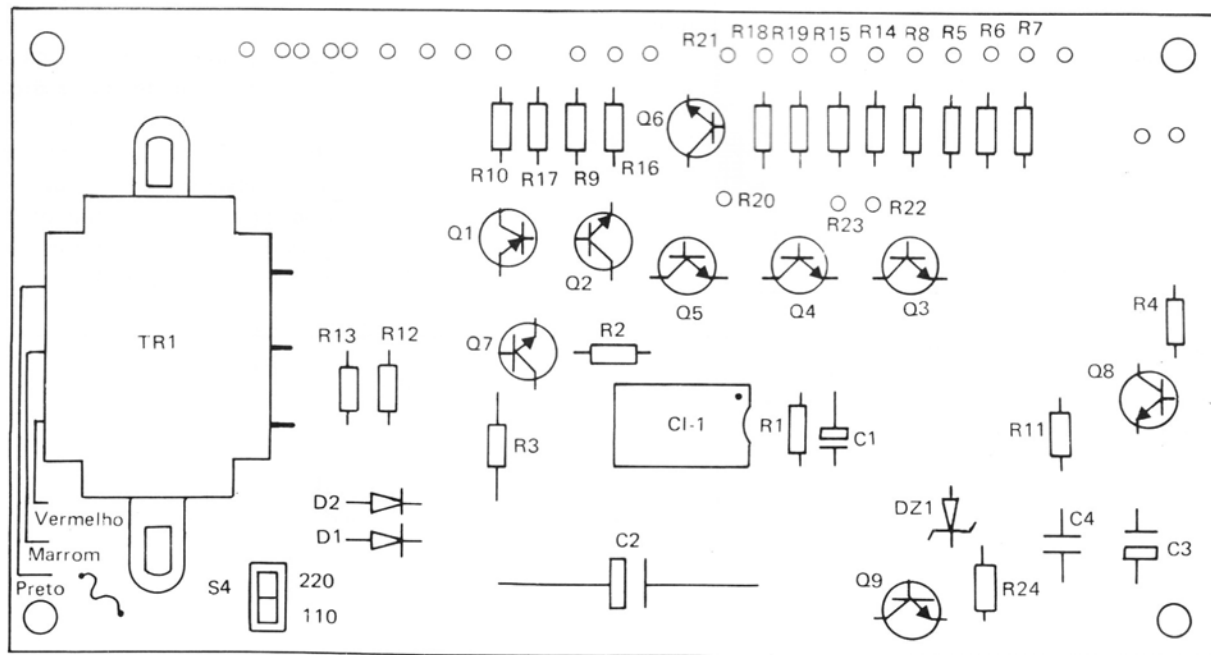 R21
R18
R19
R15
R14
R8
R5
R6
R7
Q6
R10
R17
R9
R16
R20
R23
R22
Q1
Q2
Q5
Q4
Q3
TR1
R13
R12
Q7
R2
R4
Q8
R3
CI-1
R1
C1
R11
D2
D1
Vermelho
Marrom
Preto
S4
220
110
C2
DZ1
C4
C3
Q9
R24